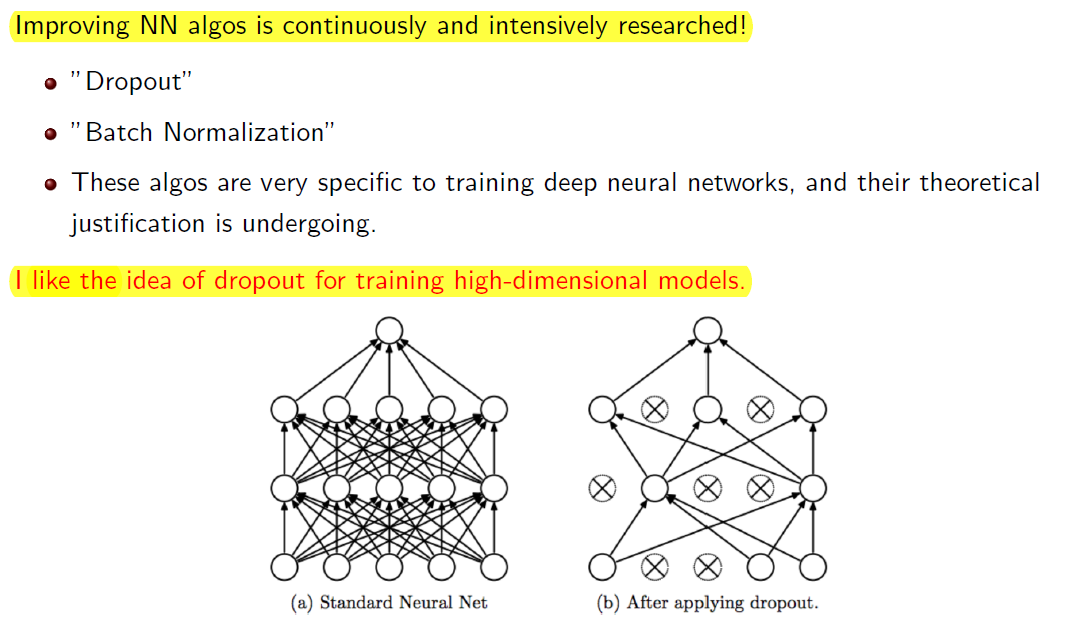 Improving NN algos is continuously and intensively researched!
"Dropout"
"Batch Normalization"
These algos are very specific to training deep neural networks, and their theoretical
justification is undergoing.
I like the idea of dropout for training high-dimensional models.
(a) Standard Neural Net
(b) After applying dropout.